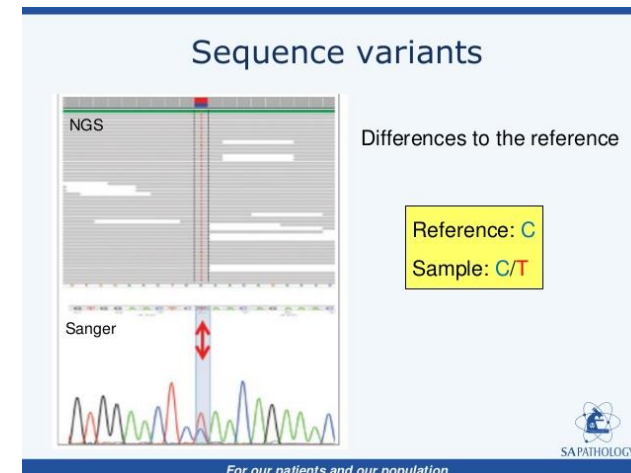 Sequence variants
NGS
Differences to the reference
Reference: C
Sample: C/T
Sanger
SA PATHOLOGY
For our patients and our population